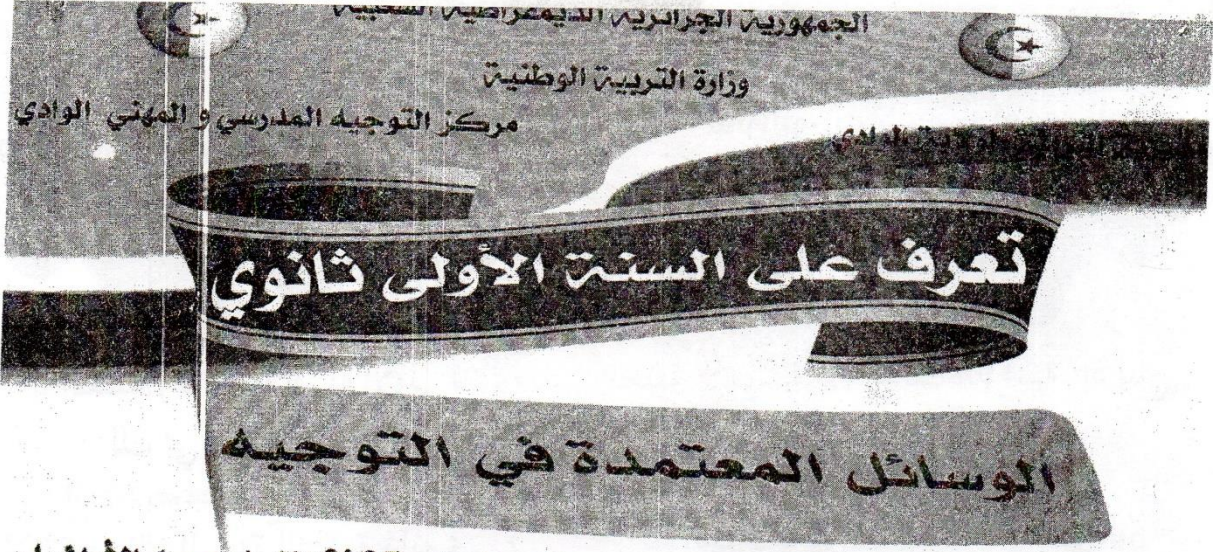 الجمهورية الجزائرية الديمقراطية الشعبية
وزارة التربية الوطنية
مركز التوجيه المدرسي و المهني الوادي
تعرف على السنة الأولى ثانوي
الوسائل المعتمدة في التوجيه